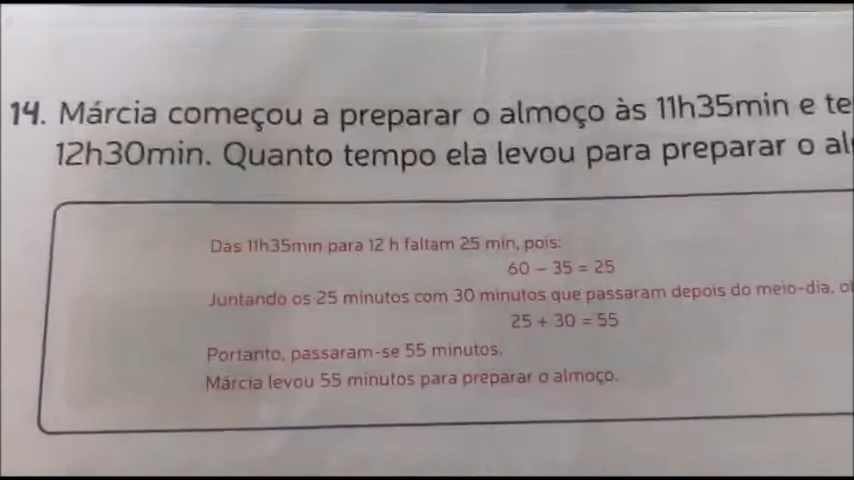 14. Márcia começou a preparar o almoço às 11h35min e
12h30min. Quanto tempo ela levou para preparar o
Das 11h35min para 12 h faltam 25 min, pois:
60 – 35 = 25
Juntando os 25 minutos com 30 minutos que passaram depois do meio-dia,
25 + 30 = 55
Portanto, passaram-se 55 minutos.
Márcia levou 55 minutos para preparar o almoço.